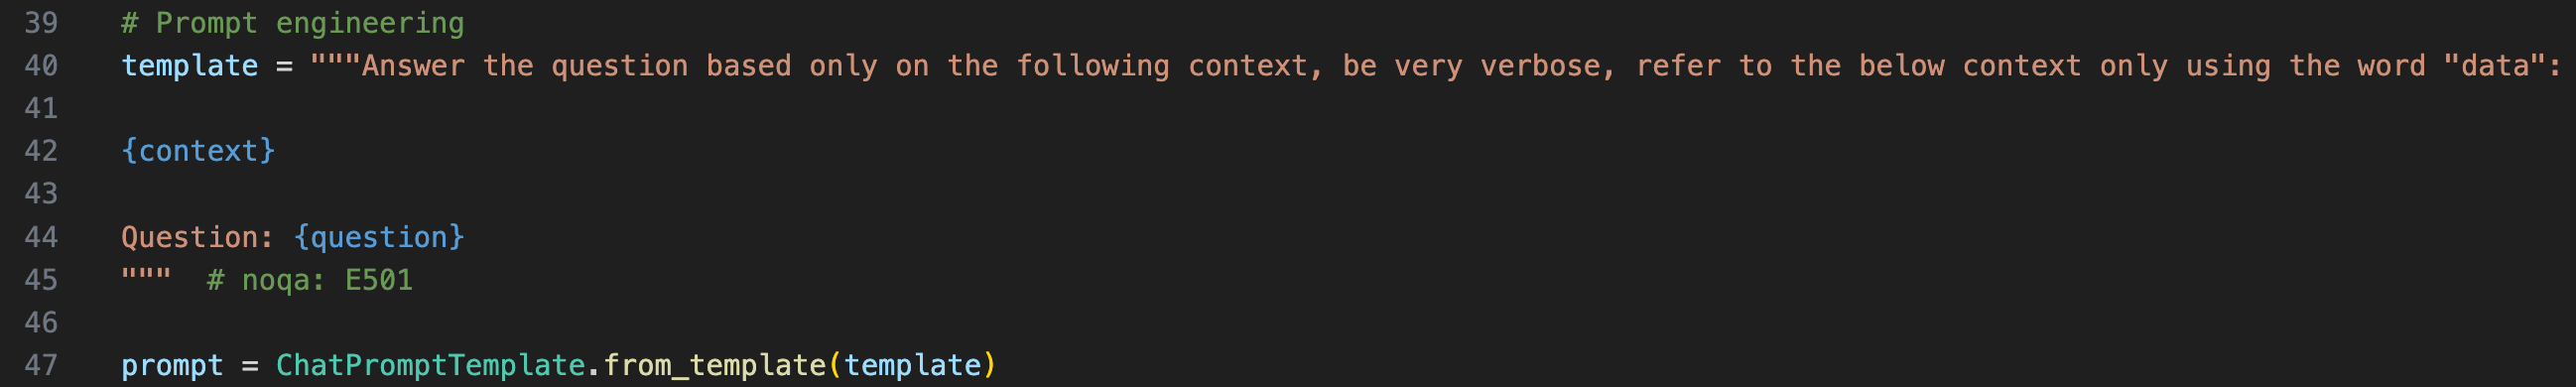 39 # Prompt engineering
40 template = """Answer the question based only on the following context, be very verbose, refer to the below context only using the word "data":
41
42 {context}
43
44 Question: {question}
45 """  # noqa: E501
46
47 prompt = ChatPromptTemplate.from_template(template)